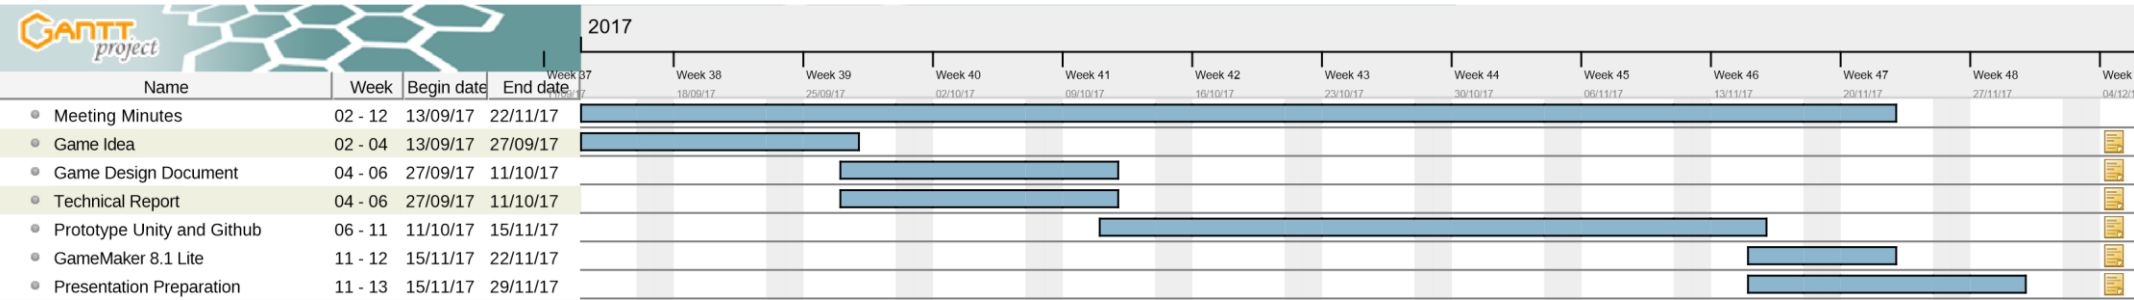 GANTT
project
2017
Week 37 Week 38 Week 39 Week 40 Week 41 Week 42 Week 43 Week 44 Week 45 Week 46 Week 47 Week 48 Week
Name Week Begin date End date
18/09/17 25/09/17 02/10/17 09/10/17 16/10/17 23/10/17 30/10/17 06/11/17 13/11/17 20/11/17 27/11/17 04/12/
Meeting Minutes 02 - 12 13/09/17 22/11/17
Game Idea 02 - 04 13/09/17 27/09/17
Game Design Document 04 - 06 27/09/17 11/10/17
Technical Report 04 - 06 27/09/17 11/10/17
Prototype Unity and Github 06 - 11 11/10/17 15/11/17
GameMaker 8.1 Lite 11 - 12 15/11/17 22/11/17
Presentation Preparation 11 - 13 15/11/17 29/11/17